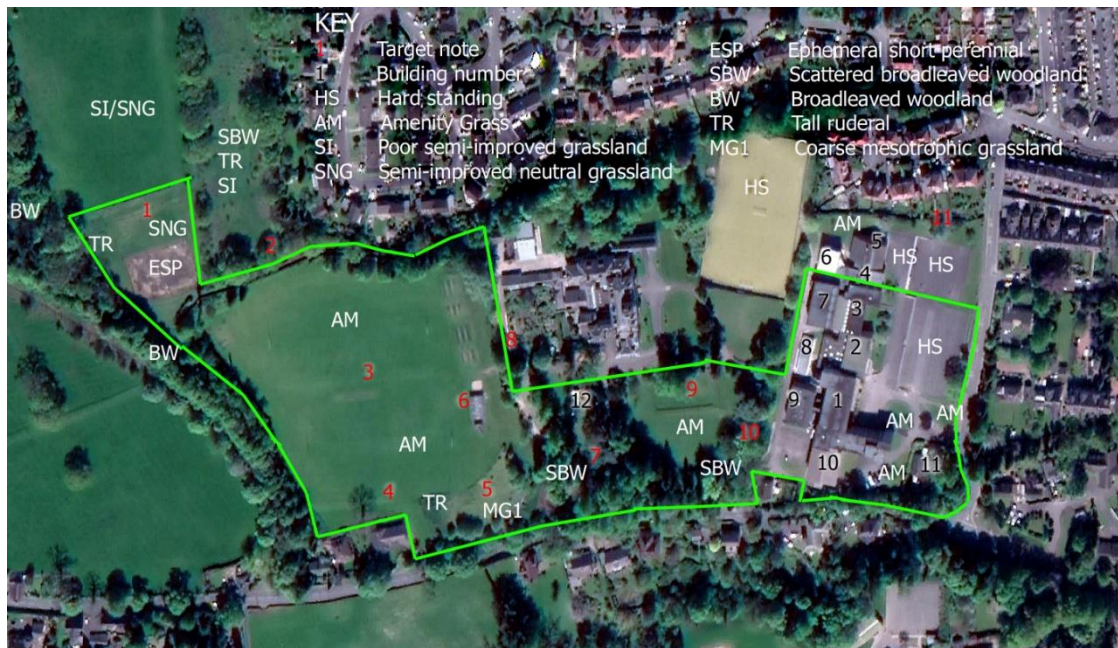 KEY
1 Target note
1 Building number
HS Hard standing
AM Amenity Grass
SI Poor semi-improved grassland
SNG Semi-improved neutral grassland
ESP Ephemeral short perennial
SBW Scattered broadleaved woodland
BW Broadleaved woodland
TR Tall ruderal
MG1 Coarse mesotrophic grassland
SI/SNG
SBW
TR
SI
HS
BW
1
SNG
TR
2
ESP
AM
11
5
6
HS
HS
4
7
3
AM
BW
8
8
2
HS
3
6
12
9
9
1
AM
AM
AM
AM
10
7
SBW
SBW
4
TR
5
MG1
10
AM
11